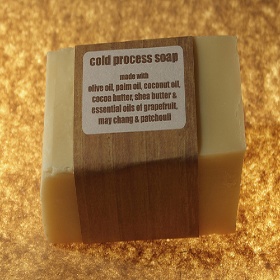 cold process soap
made with
olive oil, palm oil, coconut oil,
cocoa butter, shea butter &
essential oils of grapefruit,
may chang & patchouli